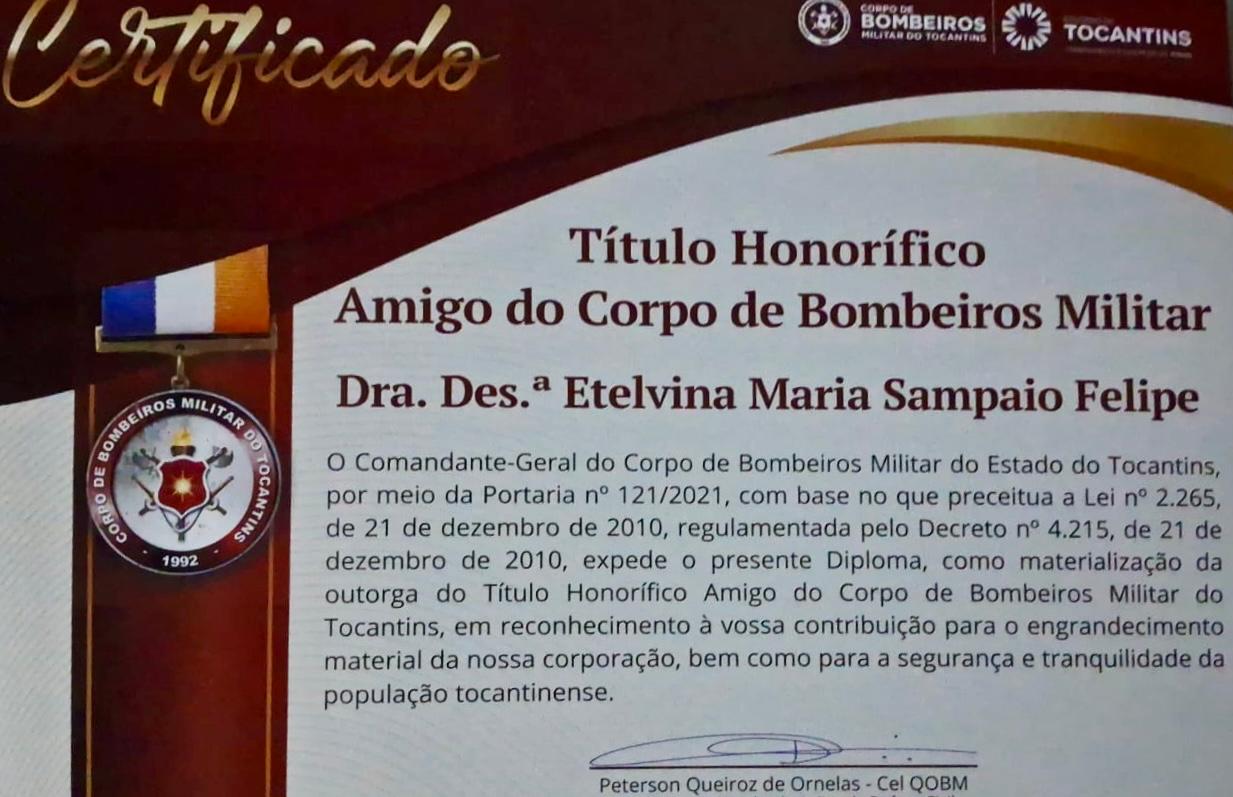 Certificado
CORPO DE
BOMBEIROS
MILITAR DO TOCANTINS
TOCANTINS
Título Honorífico
Amigo do Corpo de Bombeiros Militar
Dra. Des.ª Etelvina Maria Sampaio Felipe
CORPO DE BOMBEIROS MILITAR DO TOCANTINS
1992
O Comandante-Geral do Corpo de Bombeiros Militar do Estado do Tocantins,
por meio da Portaria nº 121/2021, com base no que preceitua a Lei nº 2.265,
de 21 de dezembro de 2010, regulamentada pelo Decreto nº 4.215, de 21 de
dezembro de 2010, expede o presente Diploma, como materialização da
outorga do Título Honorífico Amigo do Corpo de Bombeiros Militar do
Tocantins, em reconhecimento à vossa contribuição para o engrandecimento
material da nossa corporação, bem como para a segurança e tranquilidade da
população tocantinense.
Peterson Queiroz de Ornelas - Cel QOBM